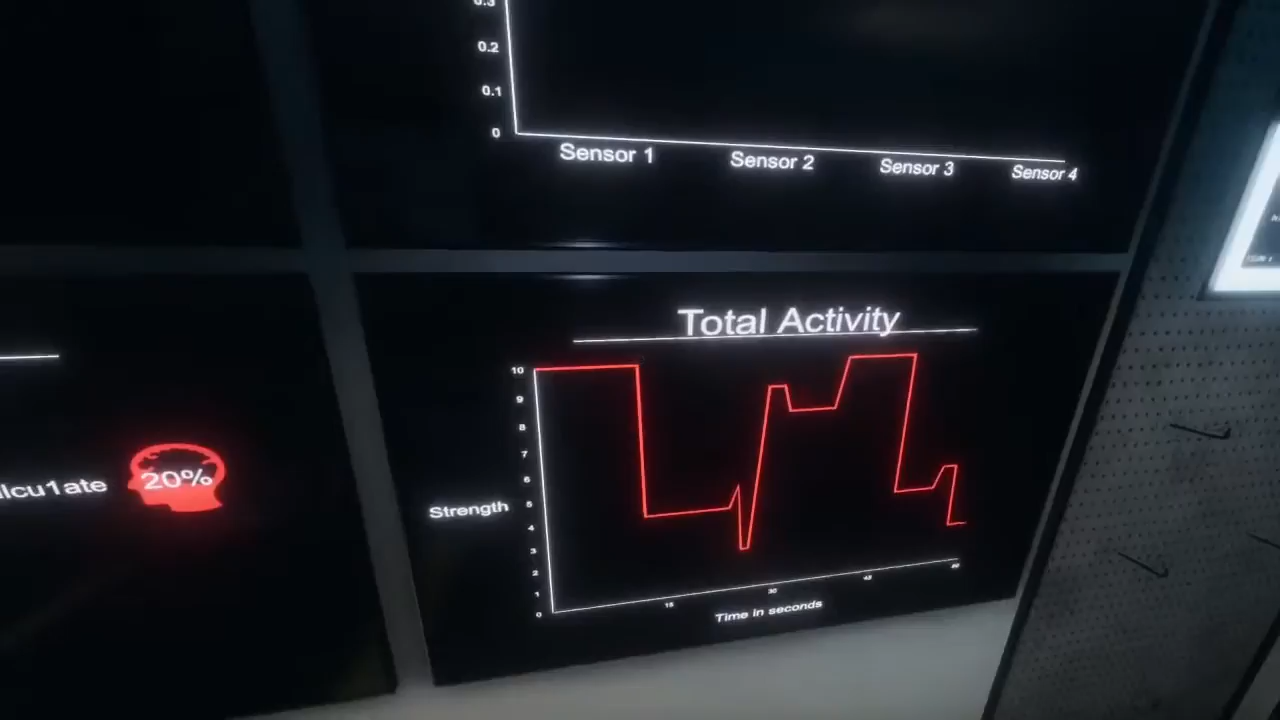 0.3
0.2
0.1
0
Sensor 1 Sensor 2 Sensor 3 Sensor 4
Total Activity
10
9
8
7
6
5
4
3
2
1
0
Strength
15 30 45 60
Time in seconds
lcu1ate 20%